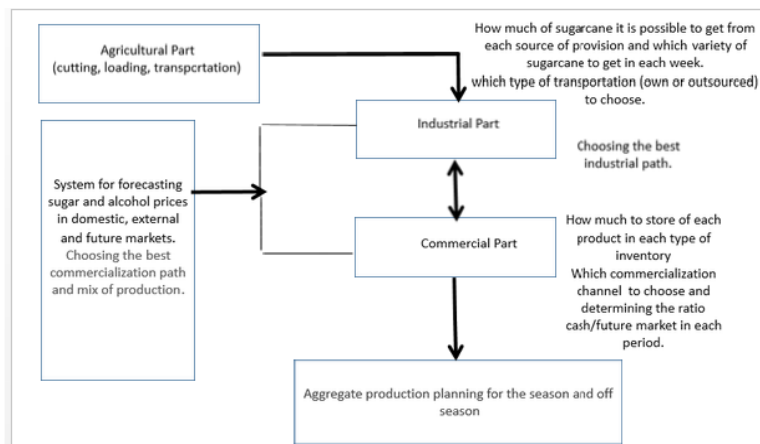 Agricultural Part
(cutting, loading, transportation)
How much of sugarcane it is possible to get from
each source of provision and which variety of
sugarcane to get in each week.
which type of transportation (own or outsourced)
to choose.
Industrial Part
Choosing the best
industrial path.
System for forecasting
sugar and alcohol prices
in domestic, external
and future markets.
Choosing the best
commercialization path
and mix of production.
Commercial Part
How much to store of each
product in each type of
inventory
Which commercialization
channel to choose and
determining the ratio
cash/future market in each
period.
Aggregate production planning for the season and off
season